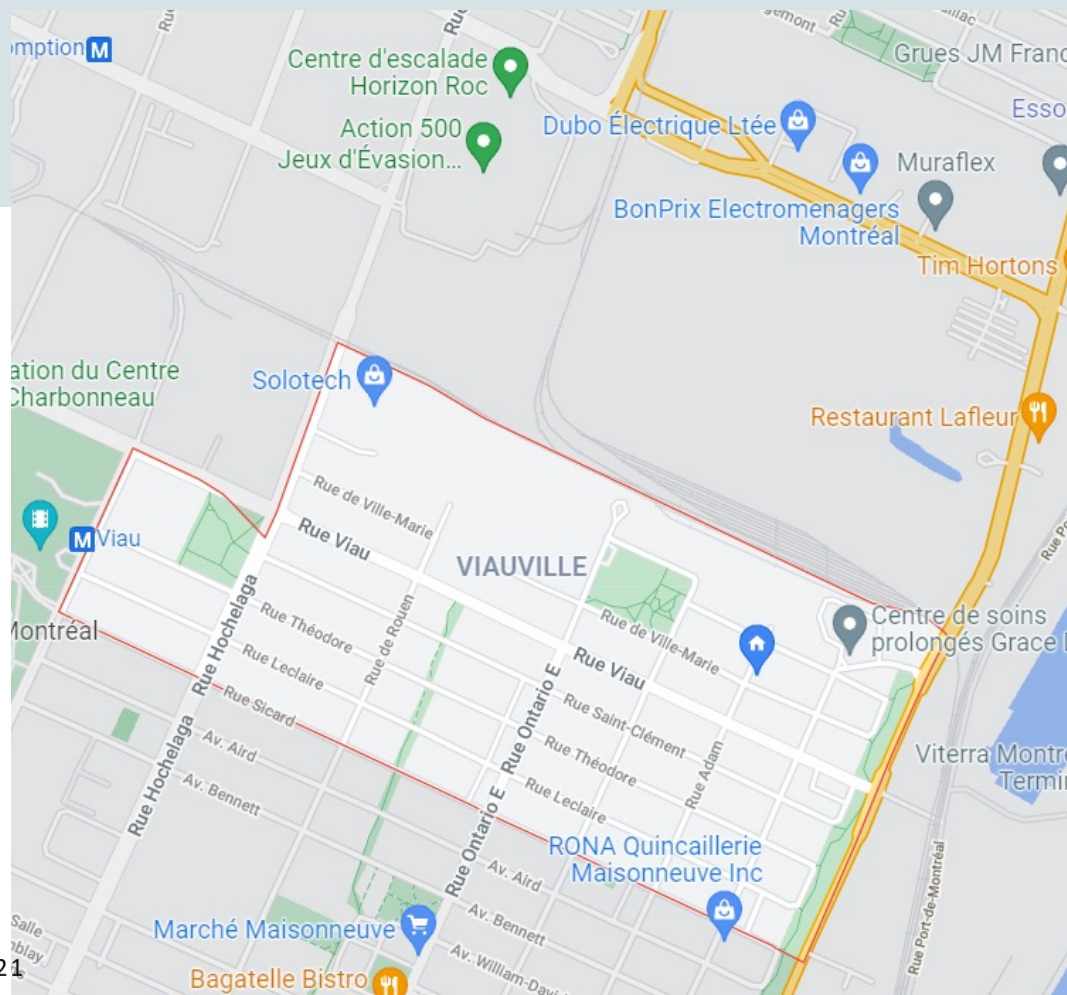 omption M
Rue
Centre d'escalade
Horizon Roc
Action 500
Jeux d'Évasion...
Dubo Électrique Ltée
BonPrix Electromenagers
Montréal
Grues JM Franc
Esso
Muraflex
Tim Hortons
ation du Centre
Charbonneau
Solotech
Restaurant Lafleur
Rue de Ville-Marie
Rue Viau
VIAUVILLE
M Viau
Montréal
Rue Hochelaga
Rue Théodore
Rue de Rouen
Rue Leclaire
Rue Sicard
Rue de Ville-Marie
Rue Viau
Centre de soins
prolongés Grace
Rue Hochelaga
Av. Aird
Av. Bennett
Rue Ontario E
Rue Saint-Clément
Rue Théodore
Rue Leclaire
Rue Adam
Viterra Montre
Termin
RONA Quincaillerie
Maisonneuve Inc
Rue Ontario E
Av. Aird
Av. Bennett
Av. William-David
Rue Port-de-Montréal
Marché Maisonneuve
Bagatelle Bistro
Salle
21